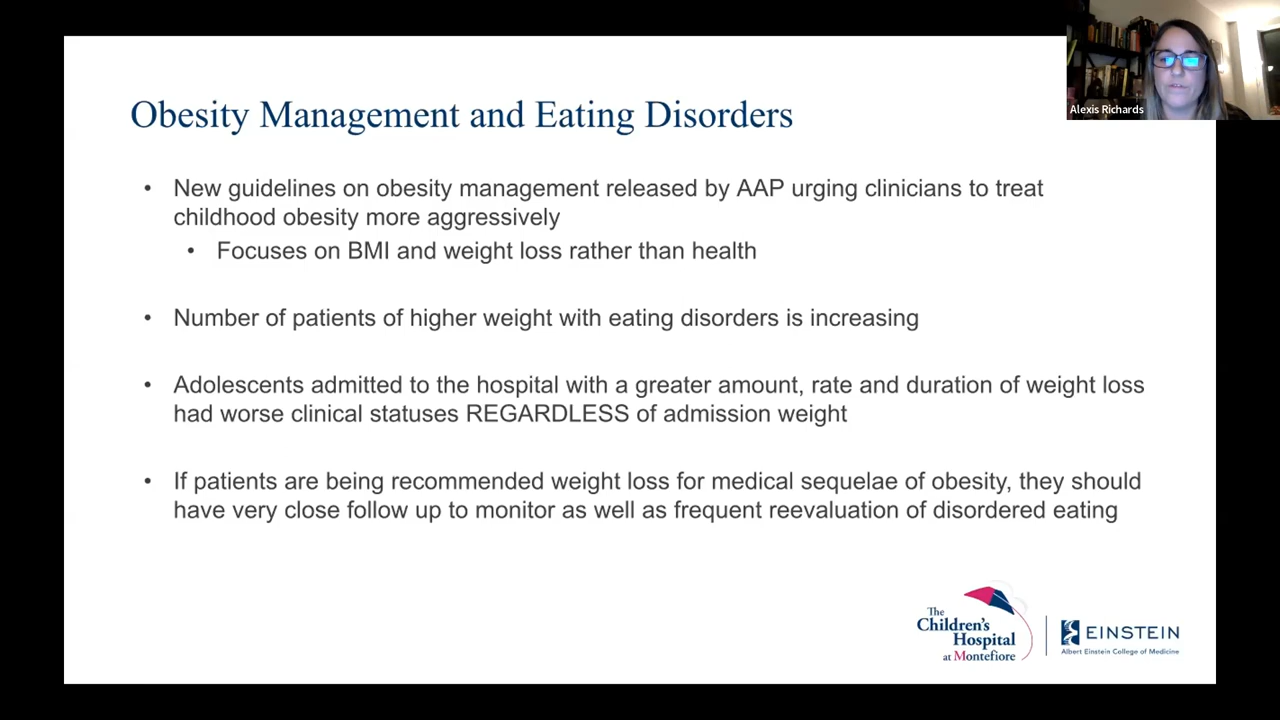 Alexis Richards
Obesity Management and Eating Disorders
• New guidelines on obesity management released by AAP urging clinicians to treat
childhood obesity more aggressively
• Focuses on BMI and weight loss rather than health
• Number of patients of higher weight with eating disorders is increasing
• Adolescents admitted to the hospital with a greater amount, rate and duration of weight loss
had worse clinical statuses REGARDLESS of admission weight
• If patients are being recommended weight loss for medical sequelae of obesity, they should
have very close follow up to monitor as well as frequent reevaluation of disordered eating
The
Children's
Hospital
at Montefiore
EINSTEIN
Albert Einstein College of Medicine